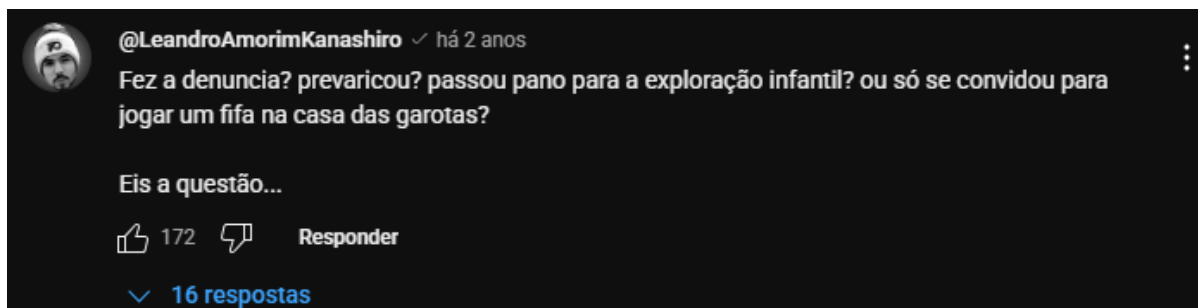 @LeandroAmorimKanashiro há 2 anos
Fez a denuncia? prevaricou? passou pano para a exploração infantil? ou só se convidou para
jogar um fifa na casa das garotas?
Eis a questão...
172 Responder
16 respostas